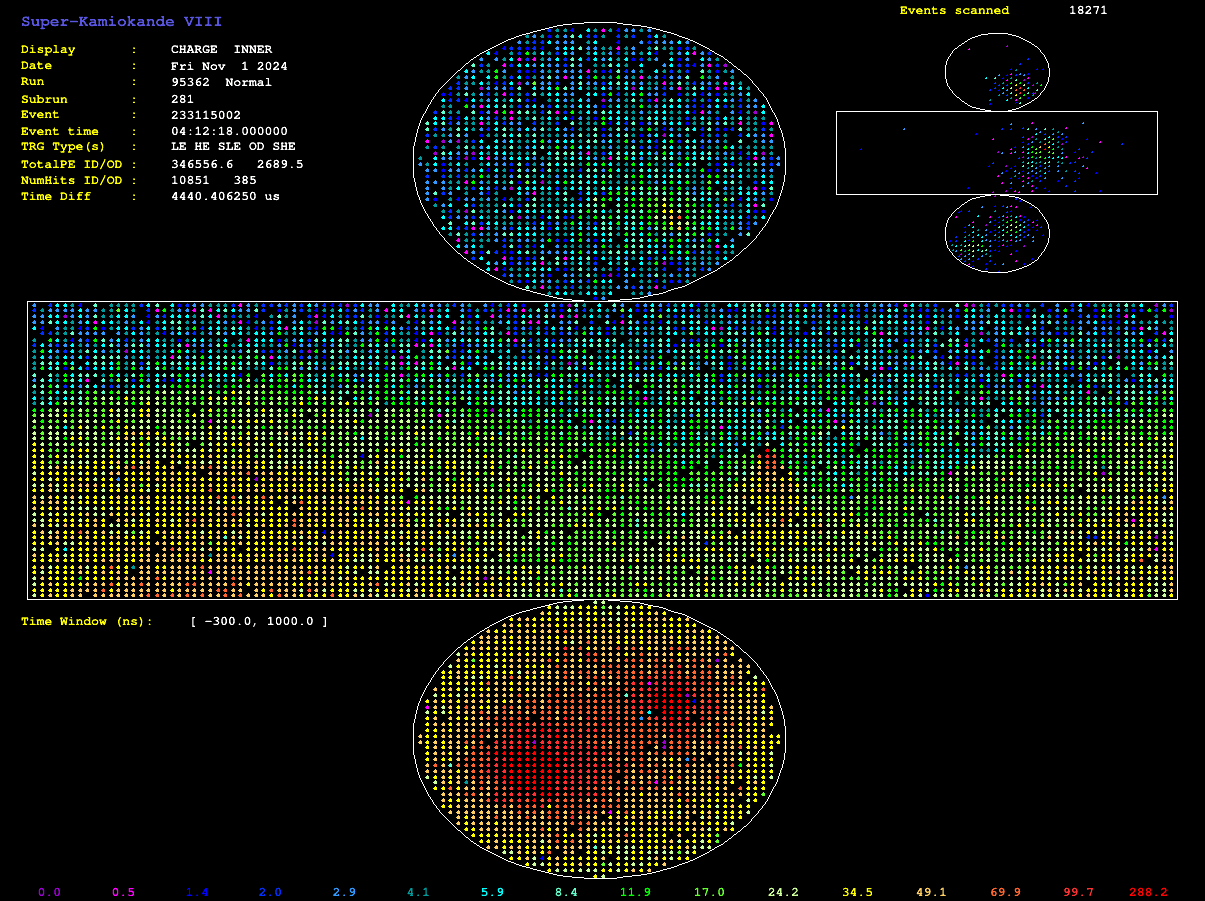 Super-Kamiokande VIII
Events scanned 18271
Display : CHARGE INNER
Date : Fri Nov 1 2024
Run : 95362 Normal
Subrun : 281
Event : 233115002
Event time : 04:12:18.000000
TRG Type(s) : LE HE SLE OD SHE
TotalPE ID/OD : 346556.6 2689.5
NumHits ID/OD : 10851 385
Time Diff : 4440.406250 us
Time Window (ns): [ -300.0, 1000.0 ]
0.0 0.5 1.4 2.0 2.9 4.1 5.9 8.4 11.9 17.0 24.2 34.5 49.1 69.9 99.7 288.2